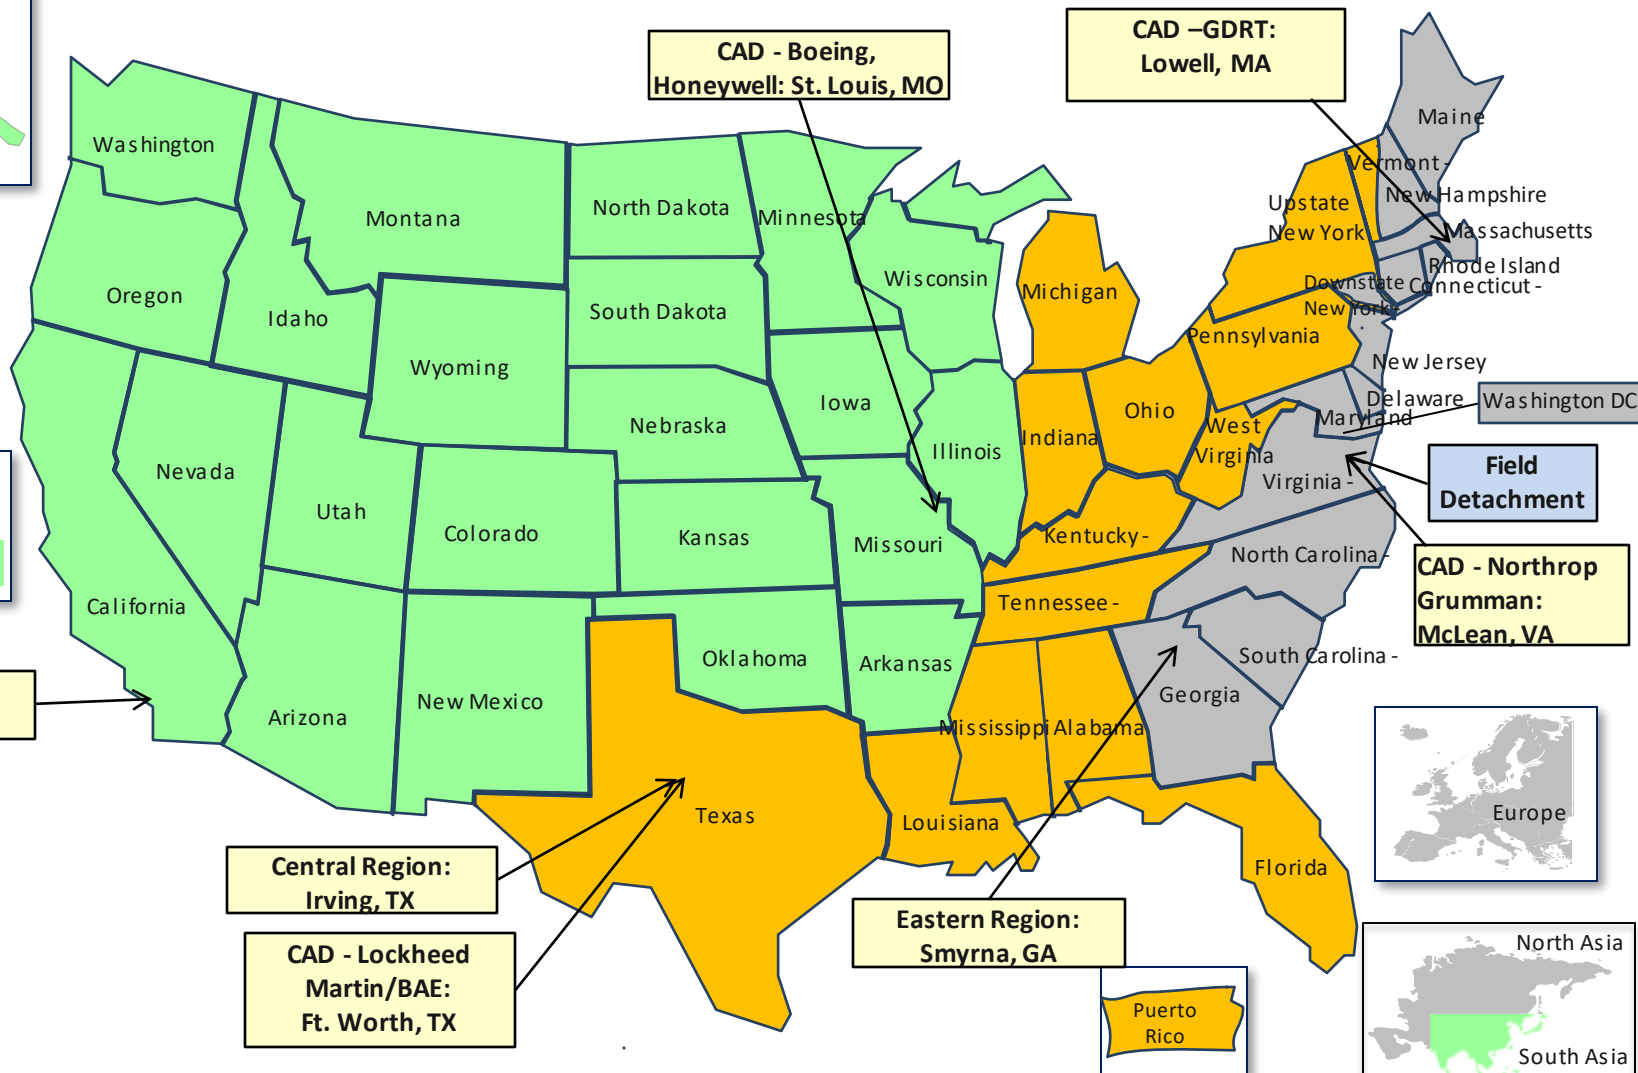 CAD - Boeing,
Honeywell: St. Louis, MO
CAD –GDRT:
Lowell, MA
Washington
Montana
North Dakota
Minnesota
Maine
Vermont -
New Hampshire
Upstate
New York
Massachusetts
Rhode Island
Connecticut -
Downstate
New York-
Oregon
Idaho
South Dakota
Wisconsin
Michigan
Pennsylvania
Wyoming
New Jersey
Nebraska
Iowa
Illinois
Indiana
Ohio
West
Virginia
Delaware
Maryland
Washington DC
Nevada
Utah
Colorado
Kansas
Missouri
Kentucky-
Virginia -
Field
Detachment
North Carolina-
CAD - Northrop
Grumman:
McLean, VA
California
Tennessee -
Oklahoma
Arkansas
South Carolina -
Arizona
New Mexico
Mississippi
Alabama
Georgia
Texas
Louisiana
Florida
Europe
Central Region:
Irving, TX
CAD - Lockheed
Martin/BAE:
Ft. Worth, TX
Eastern Region:
Smyrna, GA
Puerto
Rico
North Asia
South Asia